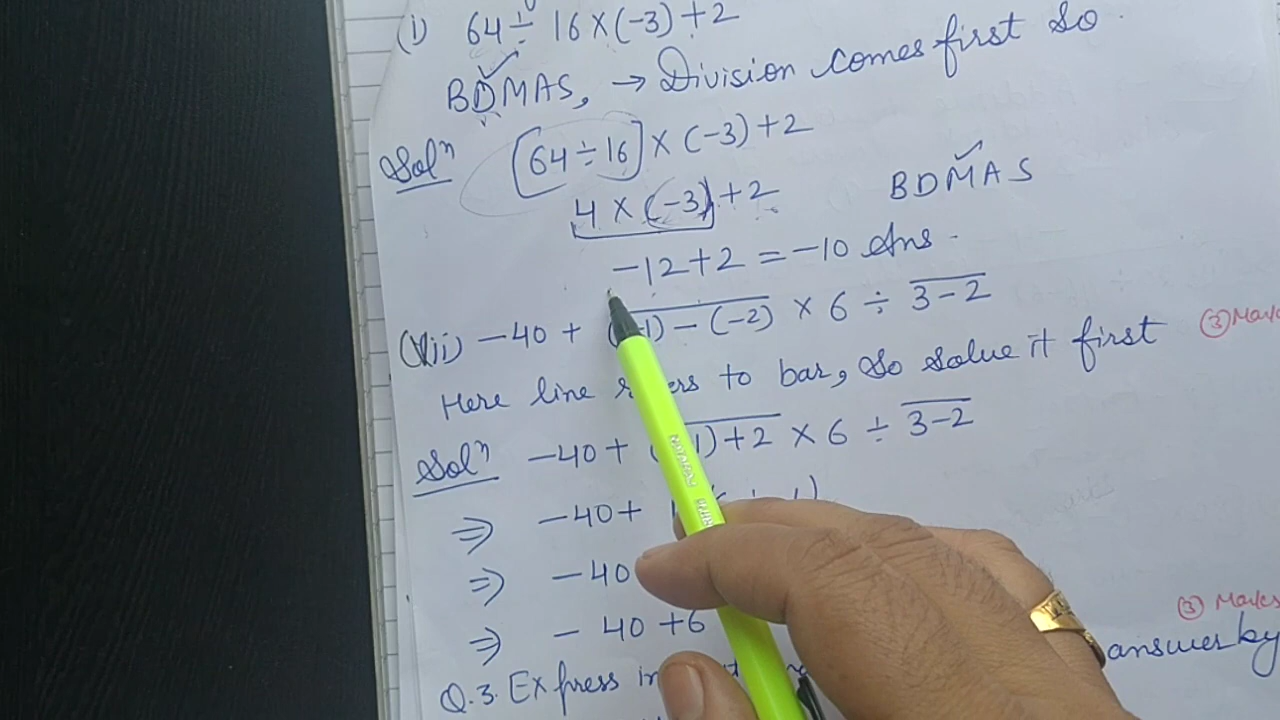 (i) 64 ÷ 16 × (-3) + 2
BDMAS, → Division comes first so
Solⁿ [64 ÷ 16] × (-3) + 2
4 × (-3) + 2 BDMAS
-12 + 2 = -10 Ans.
(vii) -40 + 1) - (-2) × 6 ÷ 3-2
Here line to bar, So solve it first ③ Marks
Solⁿ -40 + 1) + 2 × 6 ÷ 3-2
⇒ -40 +
⇒ -40
⇒ -40 + 6 ③ Marks
Q.3. Express in answer by